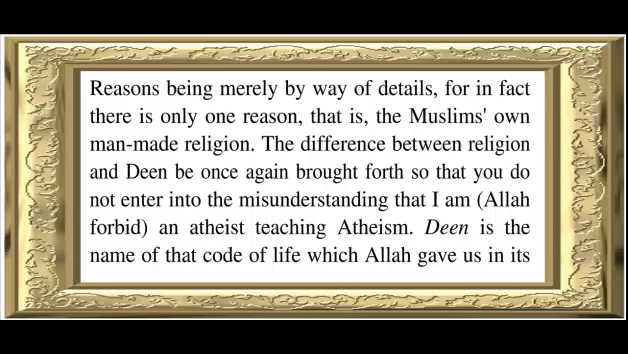 Reasons being merely by way of details, for in fact
there is only one reason, that is, the Muslims' own
man-made religion. The difference between religion
and Deen be once again brought forth so that you do
not enter into the misunderstanding that I am (Allah
forbid) an atheist teaching Atheism. Deen is the
name of that code of life which Allah gave us in its